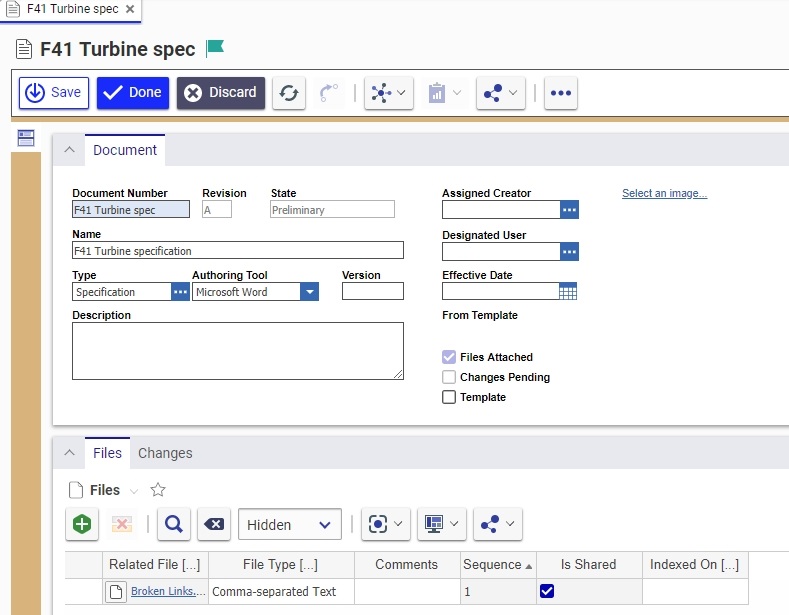 F41 Turbine spec
F41 Turbine spec
Save Done Discard
Document
Document Number Revision State Assigned Creator Select an image...
F41 Turbine spec A Preliminary
Name Designated User
F41 Turbine specification
Type Authoring Tool Version Effective Date
Specification Microsoft Word
Description From Template
Files Attached
Changes Pending
Template
Files Changes
Files
Hidden
Related File [...] File Type [...] Comments Sequence Is Shared Indexed On [...]
Broken Links.... Comma-separated Text 1